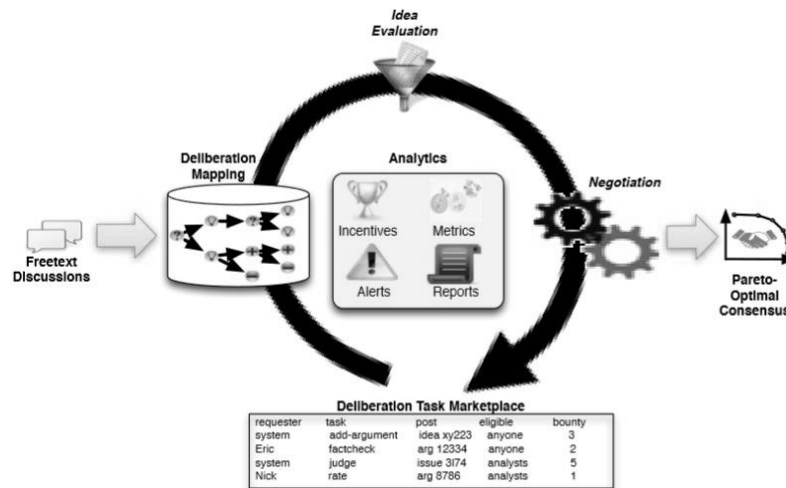 Idea
Evaluation
Deliberation
Mapping
Analytics
Negotiation
Incentives
Metrics
Alerts
Reports
Freetext
Discussions
Pareto-
Optimal
Consensus
Deliberation Task Marketplace
requester task post eligible bounty
system add-argument idea xy223 anyone 3
Eric factcheck arg 12334 anyone 2
system judge issue 3l74 analysts 5
Nick rate arg 8786 analysts 1